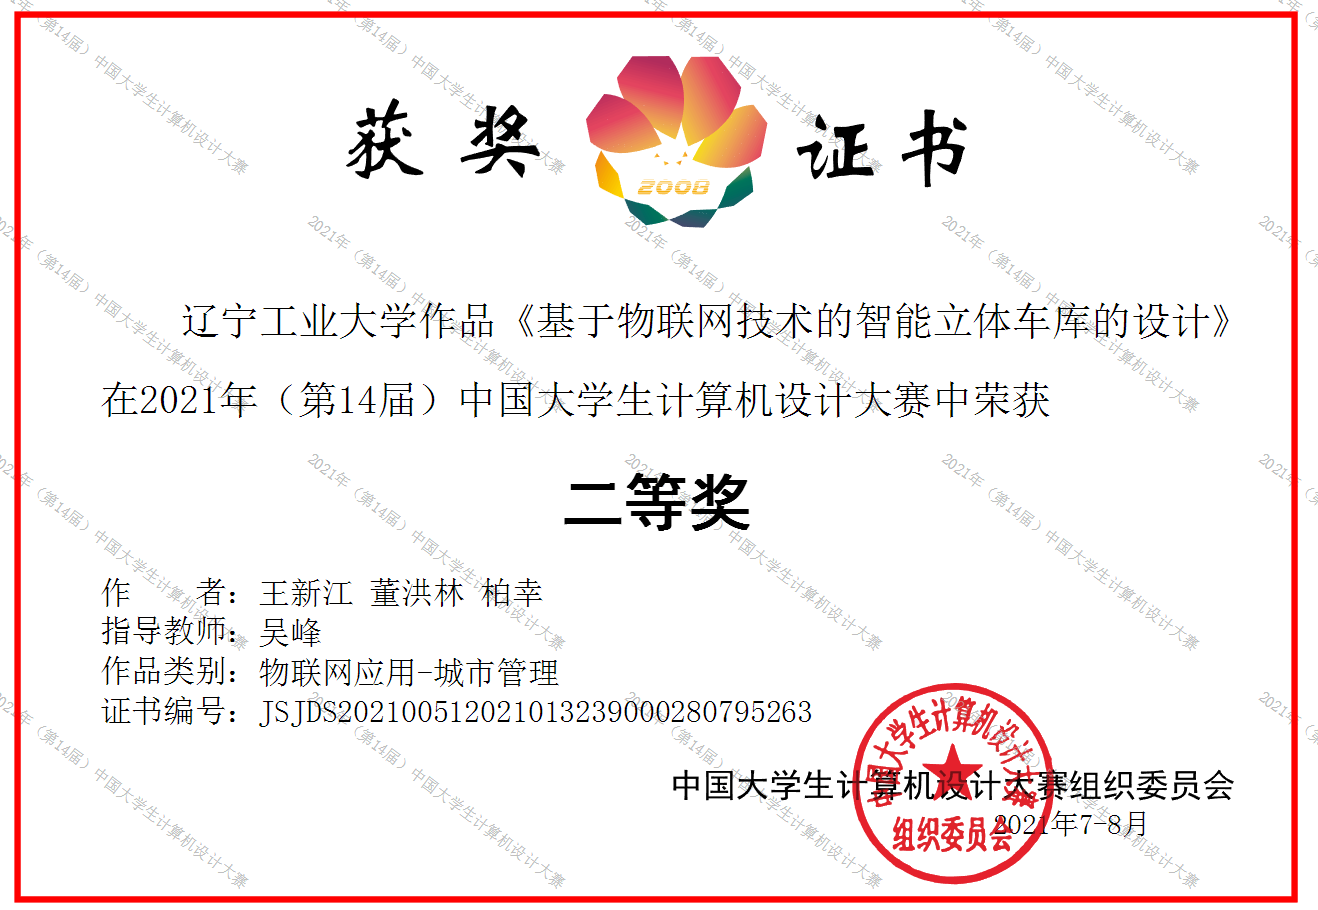 获奖证书
2008
辽宁工业大学作品《基于物联网技术的智能立体车库的设计》
在2021年（第14届）中国大学生计算机设计大赛中荣获
二等奖
作　　者：王新江 董洪林 柏幸
指导教师：吴峰
作品类别：物联网应用-城市管理
证书编号：JSJDS20210051202101323900028079526３
中国大学生计算机设计大赛组织委员会
2021年7-8月
中国大学生计算机设计大赛
组织委员会
2021年（第14届）中国大学生计算机设计大赛